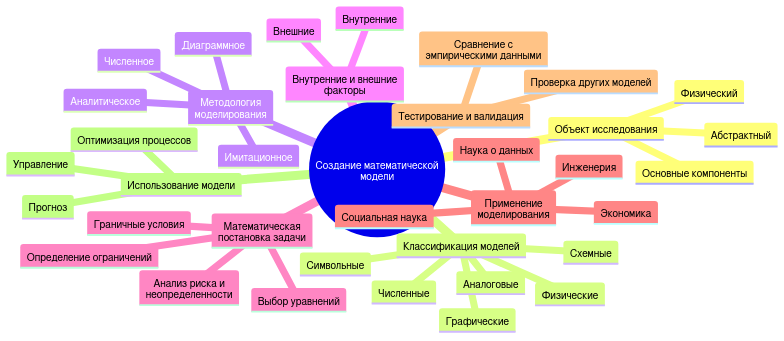 Создание математической
модели
Внутренние и внешние
факторы
Внешние
Внутренние
Тестирование и валидация
Сравнение с
эмпирическими данными
Проверка других моделей
Объект исследования
Физический
Абстрактный
Основные компоненты
Применение
моделирования
Наука о данных
Инженерия
Экономика
Социальная наука
Классификация моделей
Схемные
Физические
Аналоговые
Графические
Численные
Символьные
Математическая
постановка задачи
Граничные условия
Определение ограничений
Анализ риска и
неопределенности
Выбор уравнений
Использование модели
Оптимизация процессов
Управление
Прогноз
Методология
моделирования
Диаграммное
Численное
Аналитическое
Имитационное